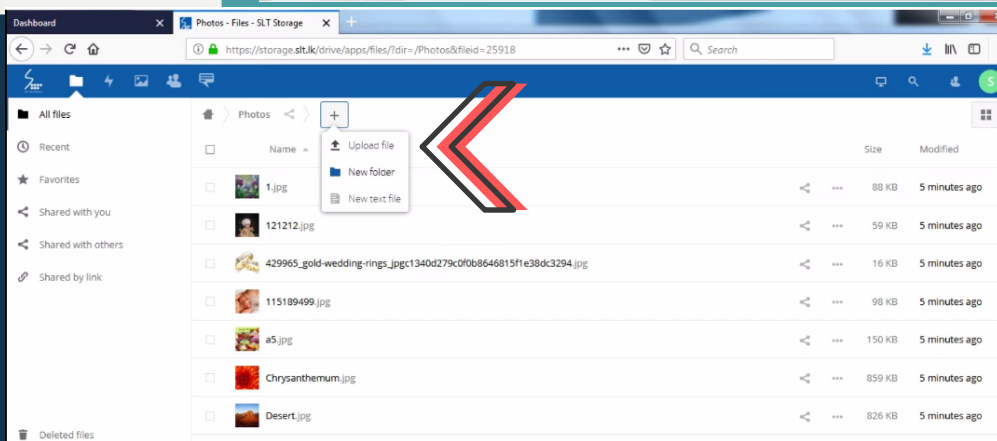 Dashboard
Photos - Files - SLT Storage
https://storage.slt.lk/drive/apps/files/?dir=/Photos&fileid=25918
Search
S
All files
Photos
Recent
Name
Size
Modified
Upload file
New folder
New text file
Favorites
1.jpg
88 KB
5 minutes ago
Shared with you
121212.jpg
59 KB
5 minutes ago
Shared with others
429965_gold-wedding-rings_jpgc1340d279c0f0b8646815f1e38dc3294.jpg
16 KB
5 minutes ago
Shared by link
115189499.jpg
98 KB
5 minutes ago
a5.jpg
150 KB
5 minutes ago
Chrysanthemum.jpg
859 KB
5 minutes ago
Desert.jpg
826 KB
5 minutes ago
Deleted files